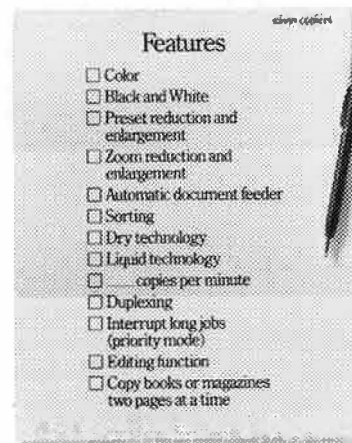 Features
☐ Color
☐ Black and White
☐ Preset reduction and
enlargement
☐ Zoom reduction and
enlargement
☐ Automatic document feeder
☐ Sorting
☐ Dry technology
☐ Liquid technology
☐ ___ copies per minute
☐ Duplexing
☐ Interrupt long jobs
(priority mode)
☐ Editing function
☐ Copy books or magazines
two pages at a time